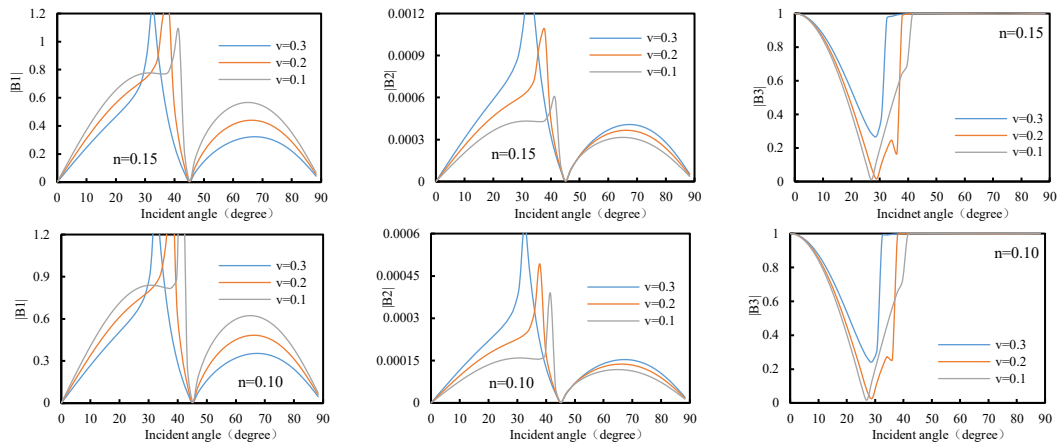 1.2
1
0.8
0.6
0.4
0.2
0
|B1|
v=0.3
v=0.2
v=0.1
n=0.15
0 10 20 30 40 50 60 70 80 90
Incident angle（degree）
0.0012
0.0009
0.0006
0.0003
0
|B2|
v=0.3
v=0.2
v=0.1
n=0.15
0 10 20 30 40 50 60 70 80 90
Incident angle（degree）
1
0.8
0.6
0.4
0.2
0
|B3|
n=0.15
v=0.3
v=0.2
v=0.1
0 10 20 30 40 50 60 70 80 90
Incidnet angle（degree）
1.2
0.9
0.6
0.3
0
|B1|
v=0.3
v=0.2
v=0.1
n=0.10
0 10 20 30 40 50 60 70 80 90
Incident angle（degree）
0.0006
0.00045
0.0003
0.00015
0
|B2|
v=0.3
v=0.2
v=0.1
n=0.10
0 10 20 30 40 50 60 70 80 90
Incident angle（degree）
1
0.8
0.6
0.4
0.2
0
|B3|
n=0.10
v=0.3
v=0.2
v=0.1
0 10 20 30 40 50 60 70 80 90
Incident angle（degree）